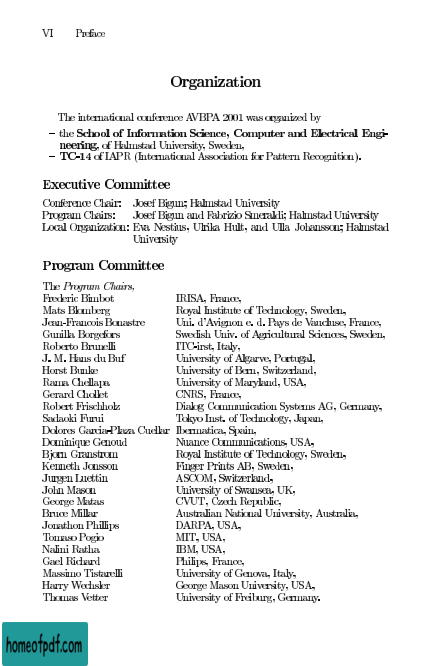 VI Preface
Organization
The international conference AVBPA 2001 was organized by
– the School of Information Science, Computer and Electrical Engi-
neering, of Halmstad University, Sweden,
– TC-14 of IAPR (International Association for Pattern Recognition).
Executive Committee
Conference Chair: Josef Bigun; Halmstad University
Program Chairs: Josef Bigun and Fabrizio Smeraldi; Halmstad University
Local Organization: Eva Nestius, Ulrika Hult, and Ulla Johansson; Halmstad
University
Program Committee
The Program Chairs,
Frederic Bimbot IRISA, France,
Mats Blomberg Royal Institute of Technology, Sweden,
Jean-Francois Bonastre Uni. d'Avignon e. d. Pays de Vancluse, France,
Gunilla Borgefors Swedish Univ. of Agricultural Sciences, Sweden,
Roberto Brunelli ITC-irst, Italy,
J. M. Hans du Buf University of Algarve, Portugal,
Horst Bunke University of Bern, Switzerland,
Rama Chellapa University of Maryland, USA,
Gerard Chollet CNRS, France,
Robert Frischholz Dialog Communication Systems AG, Germany,
Sadaoki Furui Tokyo Inst. of Technology, Japan,
Dolores Garcia-Plaza Cuellar Ibermatica, Spain,
Dominique Genoud Nuance Communications, USA,
Bjorn Granstrom Royal Institute of Technology, Sweden,
Kenneth Jonsson Finger Prints AB, Sweden,
Jurgen Luettin ASCOM, Switzerland,
John Mason University of Swansea, UK,
George Matas CVUT, Czech Republic,
Bruce Millar Australian National University, Australia,
Jonathon Phillips DARPA, USA,
Tomaso Pogio MIT, USA,
Nalini Ratha IBM, USA,
Gael Richard Philips, France,
Massimo Tistarelli University of Genova, Italy,
Harry Wechsler George Mason University, USA,
Thomas Vetter University of Freiburg, Germany.
homeofpdf.com